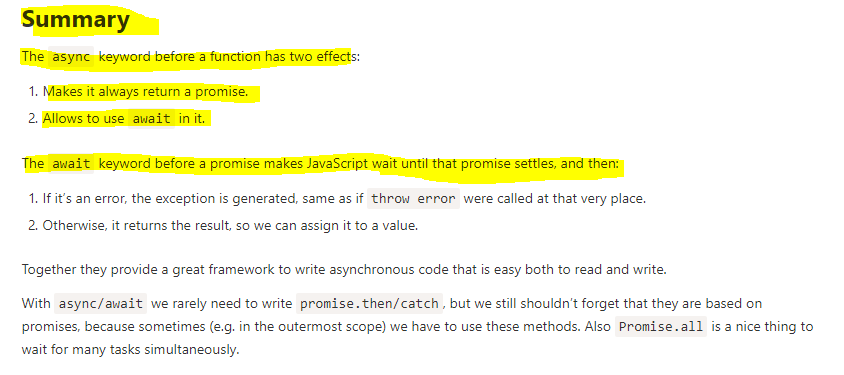 Summary
The async keyword before a function has two effects:
1. Makes it always return a promise.
2. Allows to use await in it.
The await keyword before a promise makes JavaScript wait until that promise settles, and then:
1. If it’s an error, the exception is generated, same as if throw error were called at that very place.
2. Otherwise, it returns the result, so we can assign it to a value.
Together they provide a great framework to write asynchronous code that is easy both to read and write.
With async/await we rarely need to write promise.then/catch, but we still shouldn’t forget that they are based on
promises, because sometimes (e.g. in the outermost scope) we have to use these methods. Also Promise.all is a nice thing to
wait for many tasks simultaneously.